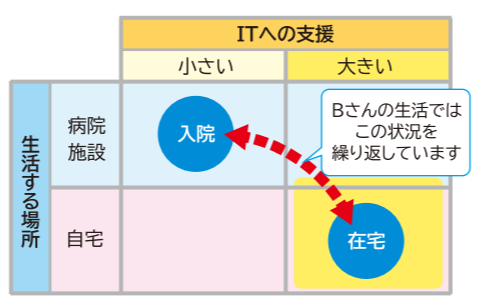 ITへの支援
小さい
大きい
生活する場所
病院
施設
入院
Bさんの生活では
この状況を
繰り返しています
自宅
在宅